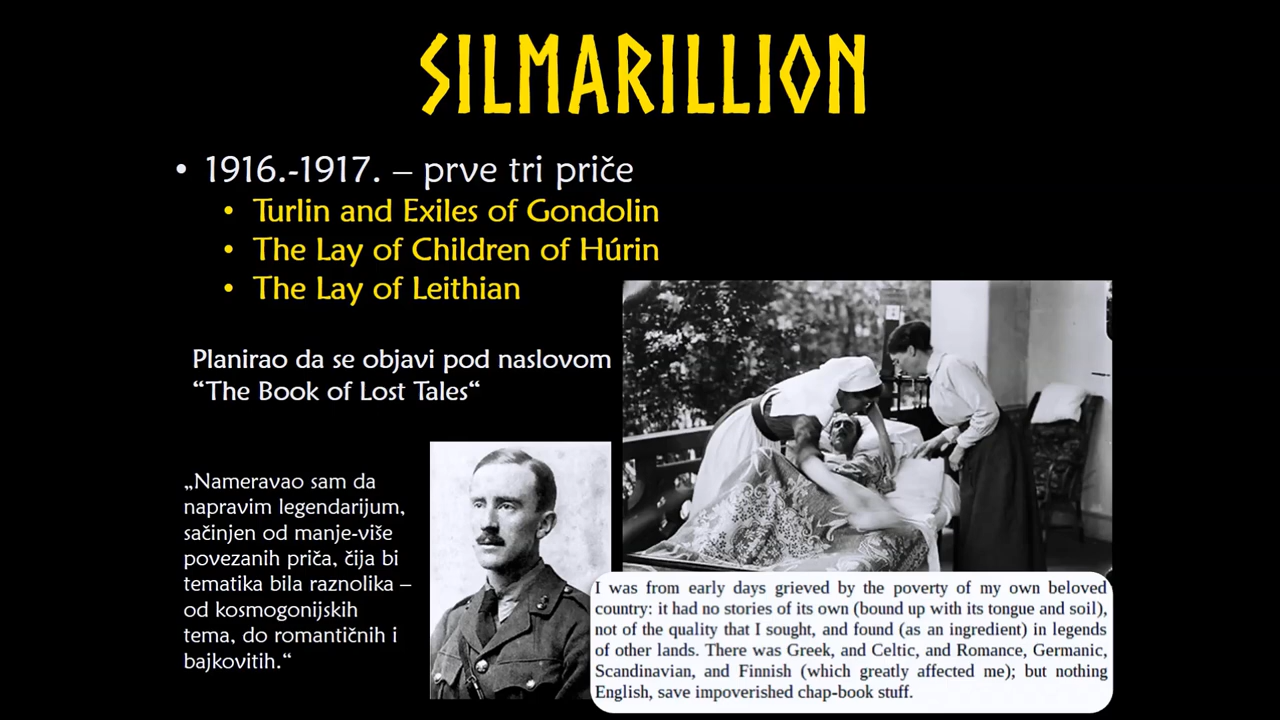 SILMARILLION
• 1916.-1917. – prve tri priče
• Turlin and Exiles of Gondolin
• The Lay of Children of Húrin
• The Lay of Leithian
Planirao da se objavi pod naslovom
“The Book of Lost Tales“
„Nameravao sam da
napravim legendarijum,
sačinjen od manje-više
povezanih priča, čija bi
tematika bila raznolika –
od kosmogonijskih
tema, do romantičnih i
bajkovitih.“
I was from early days grieved by the poverty of my own beloved
country: it had no stories of its own (bound up with its tongue and soil),
not of the quality that I sought, and found (as an ingredient) in legends
of other lands. There was Greek, and Celtic, and Romance, Germanic,
Scandinavian, and Finnish (which greatly affected me); but nothing
English, save impoverished chap-book stuff.